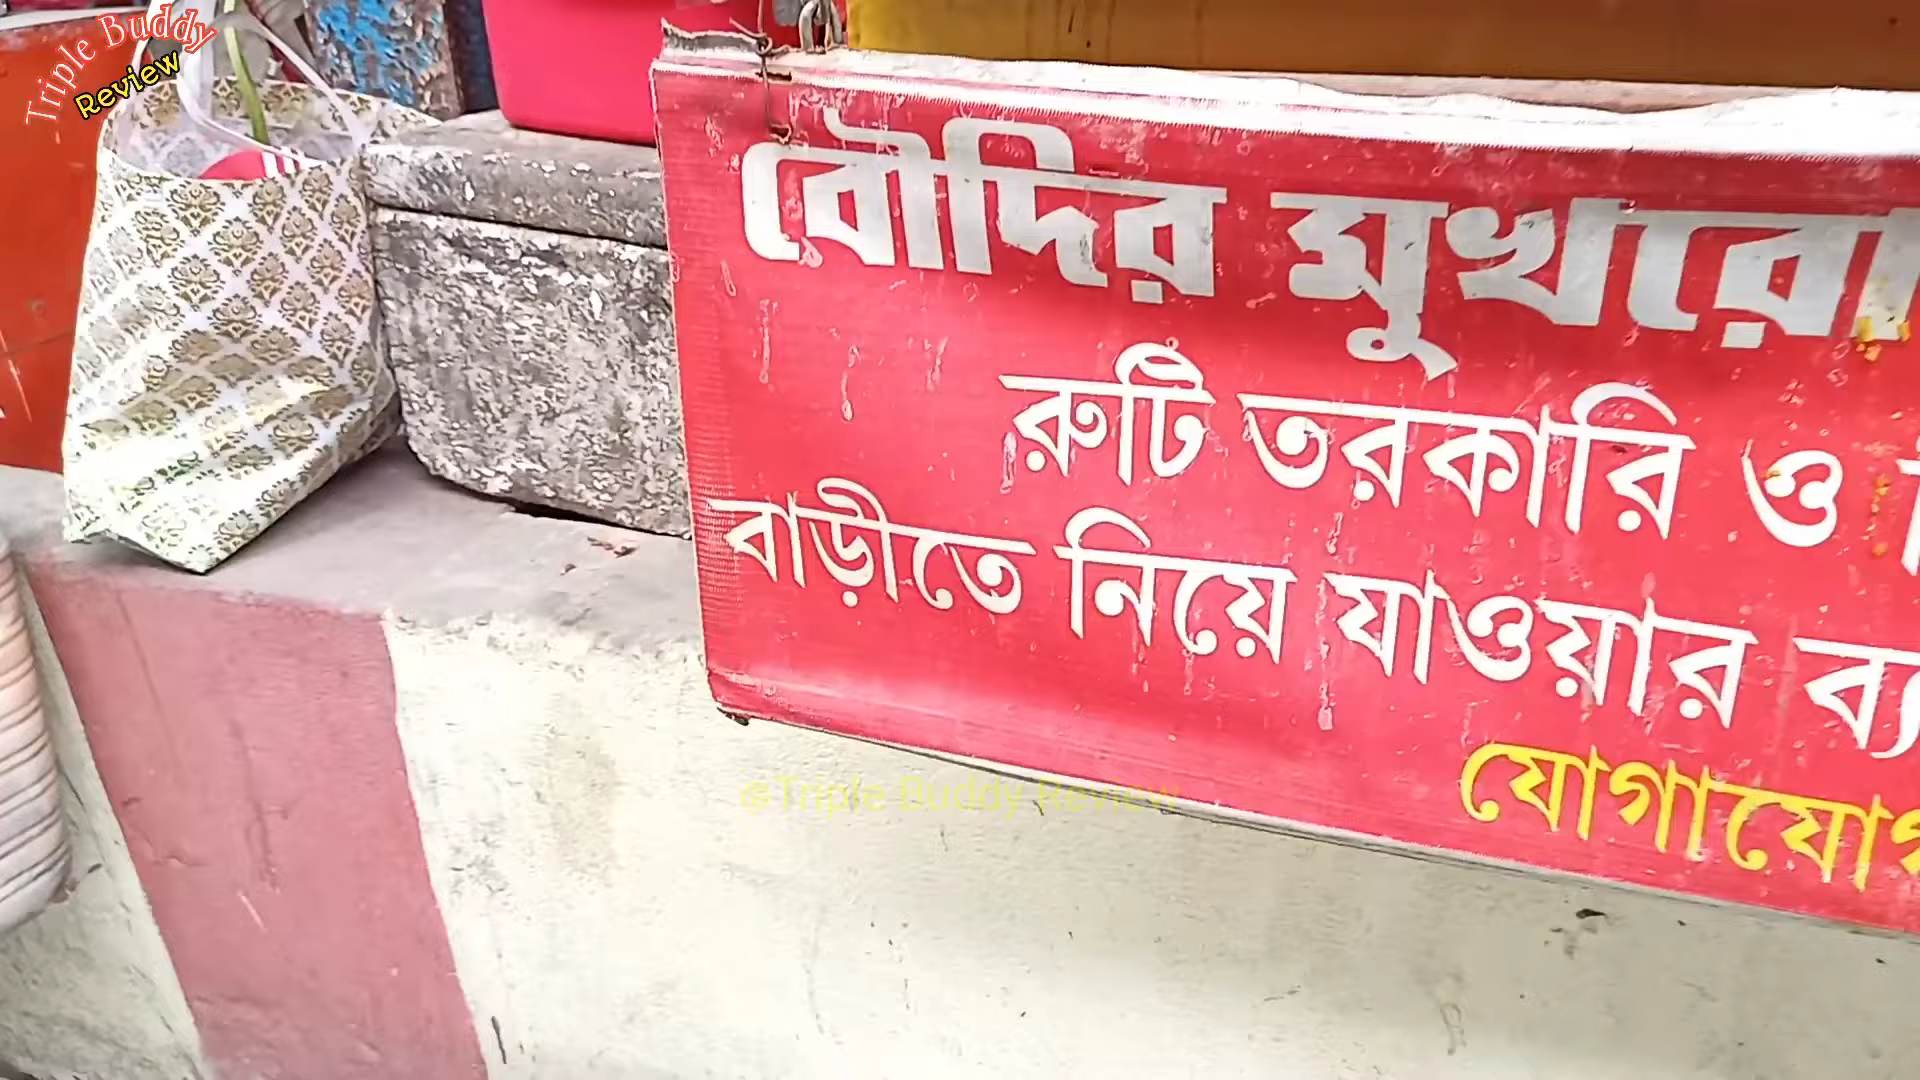 Triple Buddy
Review
বৌদির মুখরো
রুটি তরকারি ও
বাড়ীতে নিয়ে যাওয়ার ব্য
যোগাযোগ
©Triple Buddy Review